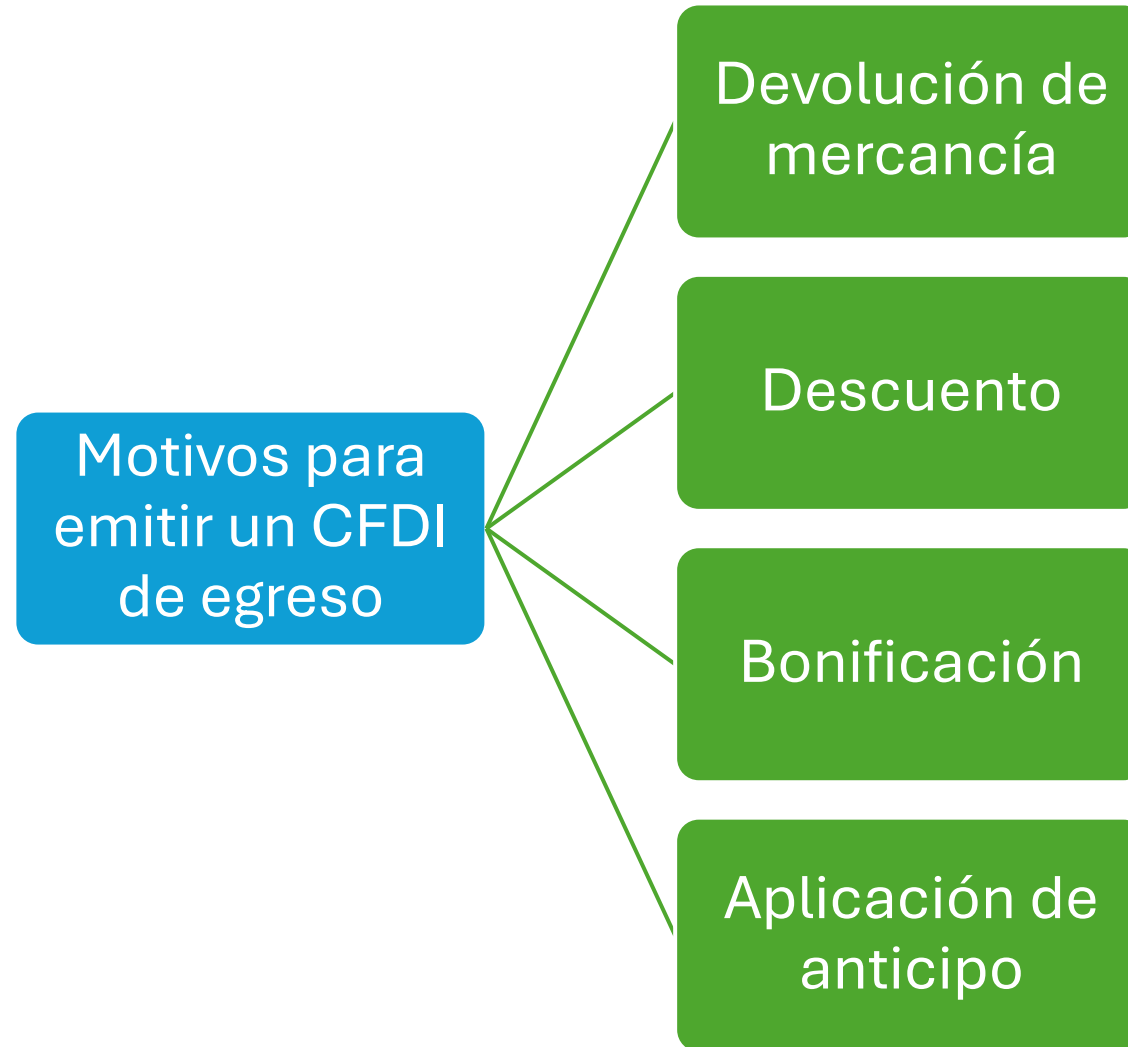 Motivos para
emitir un CFDI
de egreso
Devolución de
mercancía
Descuento
Bonificación
Aplicación de
anticipo